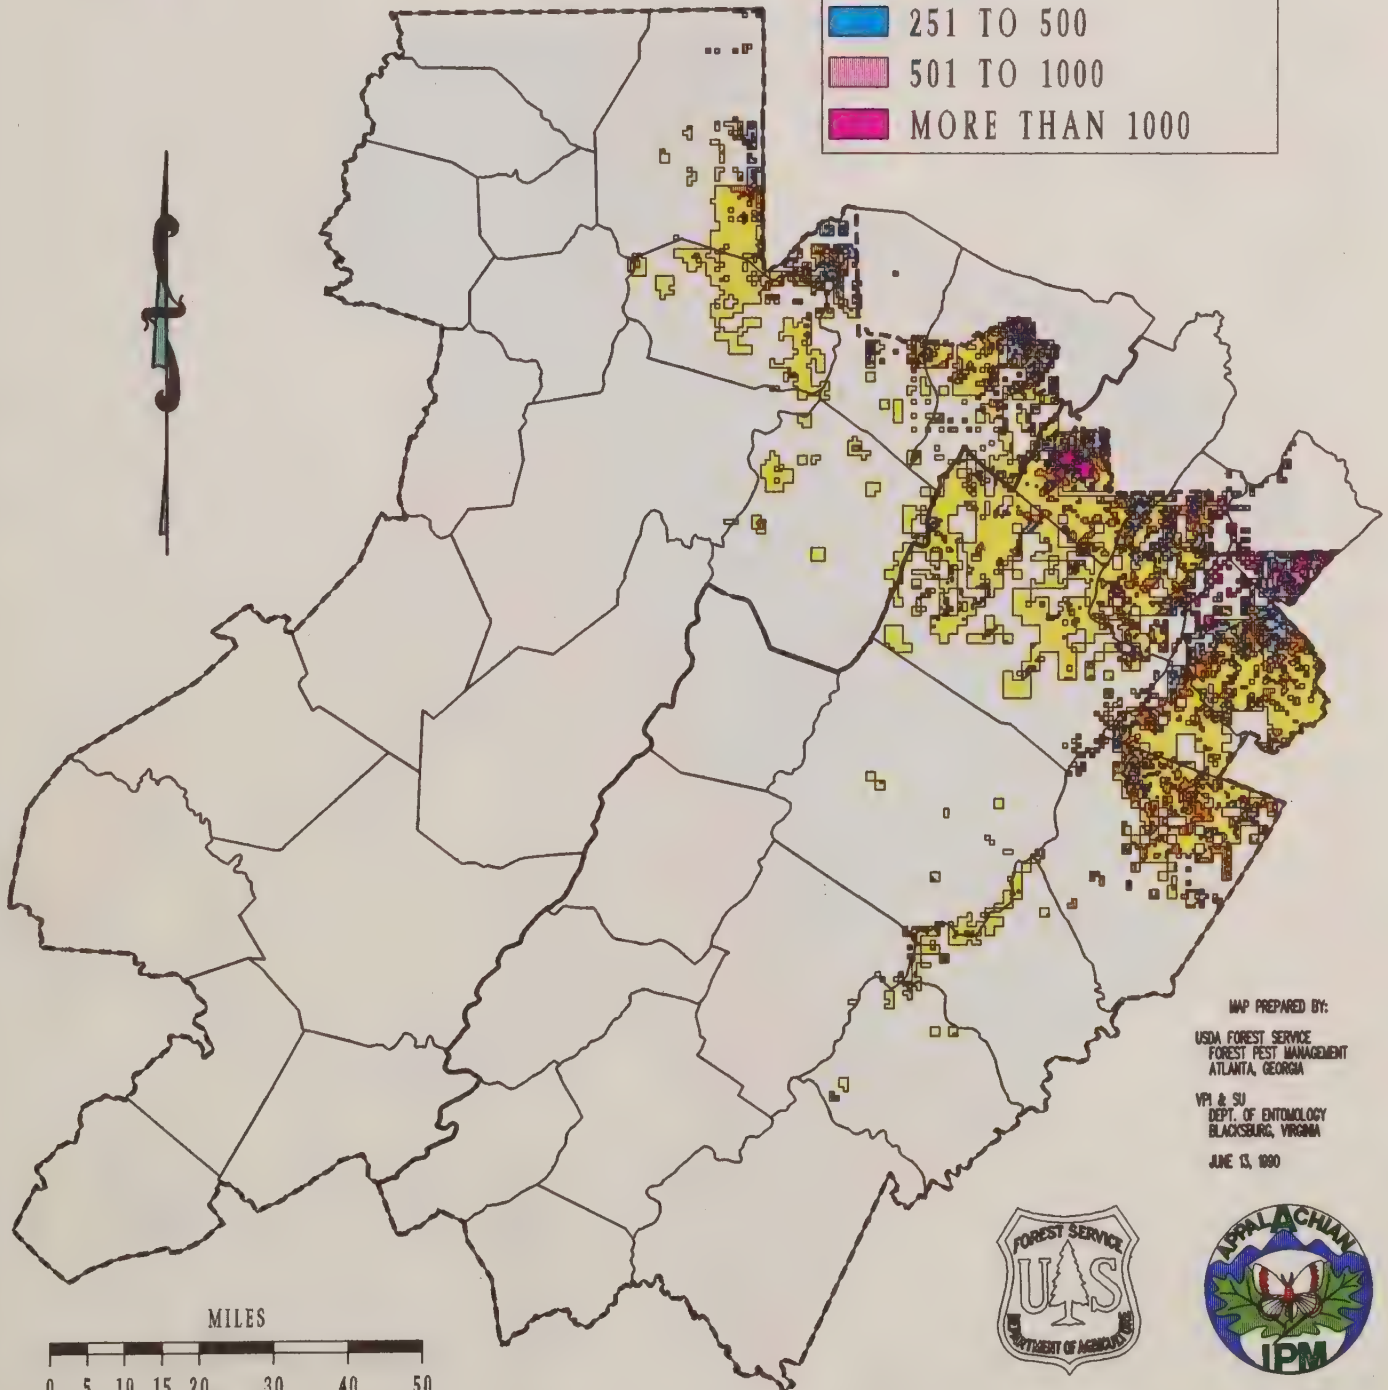 251 TO 500
501 TO 1000
MORE THAN 1000
MAP PREPARED BY:
USDA FOREST SERVICE
FOREST PEST MANAGEMENT
ATLANTA, GEORGIA
VPI & SU
DEPT. OF ENTOMOLOGY
BLACKSBURG, VIRGINIA
JUNE 13, 1990
FOREST SERVICE
U S
DEPARTMENT OF AGRICULTURE
APPALACHIAN
IPM
MILES
0 5 10 15 20 30 40 50